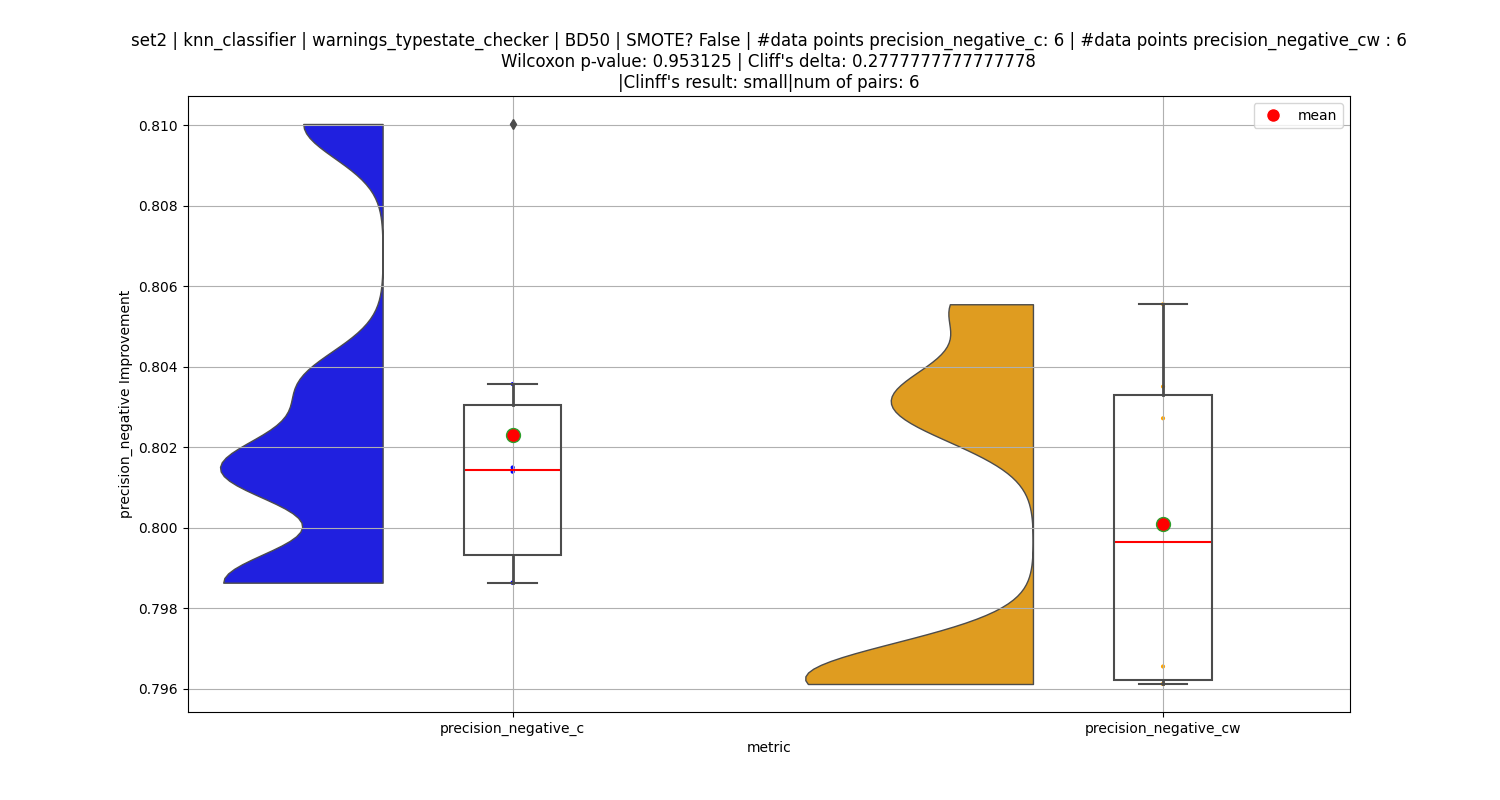 set2 | knn_classifier | warnings_typestate_checker | BD50 | SMOTE? False | #data points precision_negative_c: 6 | #data points precision_negative_cw : 6
Wilcoxon p-value: 0.953125 | Cliff's delta: 0.2777777777777778
|Clinff's result: small|num of pairs: 6
mean
0.810
0.808
0.806
0.804
0.802
0.800
0.798
0.796
precision_negative Improvement
precision_negative_c
precision_negative_cw
metric